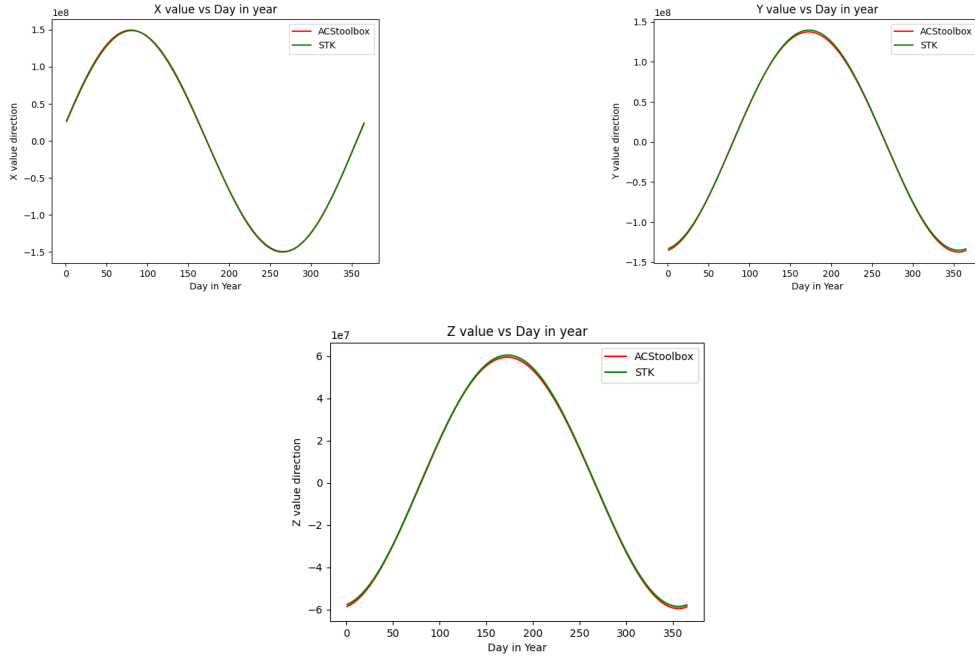 X value vs Day in year
1e8
ACStoolbox
STK
1.5
1.0
0.5
0.0
−0.5
−1.0
−1.5
X value direction
0 50 100 150 200 250 300 350
Day in Year
Y value vs Day in year
1e8
ACStoolbox
STK
1.5
1.0
0.5
0.0
−0.5
−1.0
−1.5
Y value direction
0 50 100 150 200 250 300 350
Day in Year
Z value vs Day in year
1e7
ACStoolbox
STK
6
4
2
0
−2
−4
−6
Z value direction
0 50 100 150 200 250 300 350
Day in Year